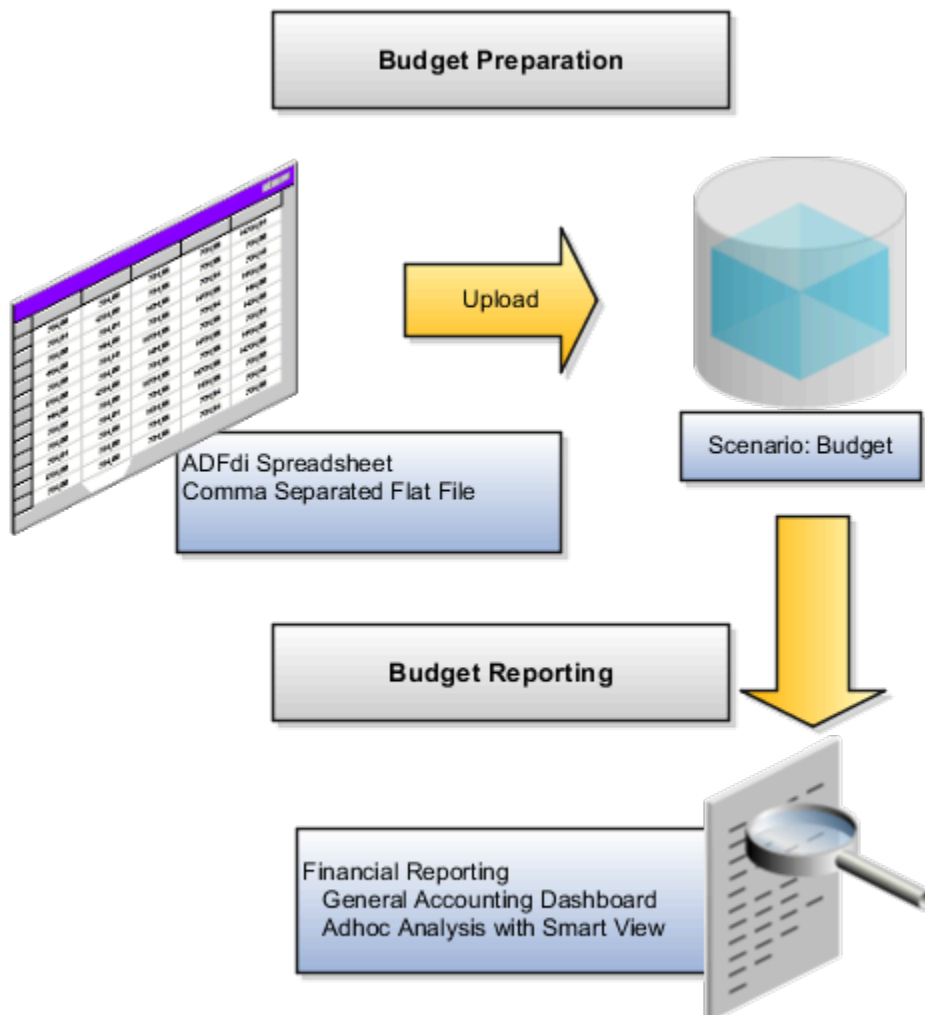 Budget Preparation
Upload
ADFdi Spreadsheet
Comma Separated Flat File
Scenario: Budget
Budget Reporting
Financial Reporting
General Accounting Dashboard
Adhoc Analysis with Smart View